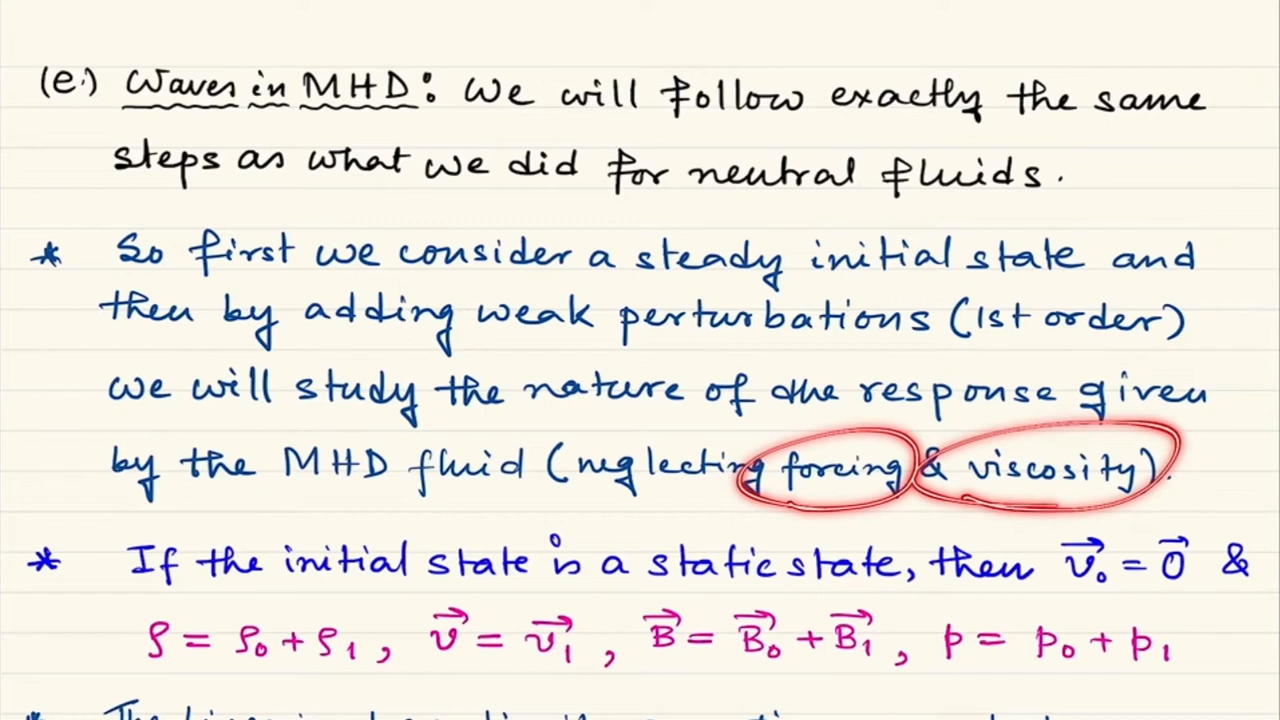 (e.) Waves in MHD: We will follow exactly the same
steps as what we did for neutral fluids.
* So first we consider a steady initial state and
then by adding weak perturbations (1st order)
we will study the nature of the response given
by the MHD fluid (neglecting forcing & viscosity).
* If the initial state is a static state, then v⃗₀ = 0⃗ &
ρ = ρ₀ + ρ₁, v⃗ = v⃗₁, B⃗ = B⃗₀ + B⃗₁, p = p₀ + p₁